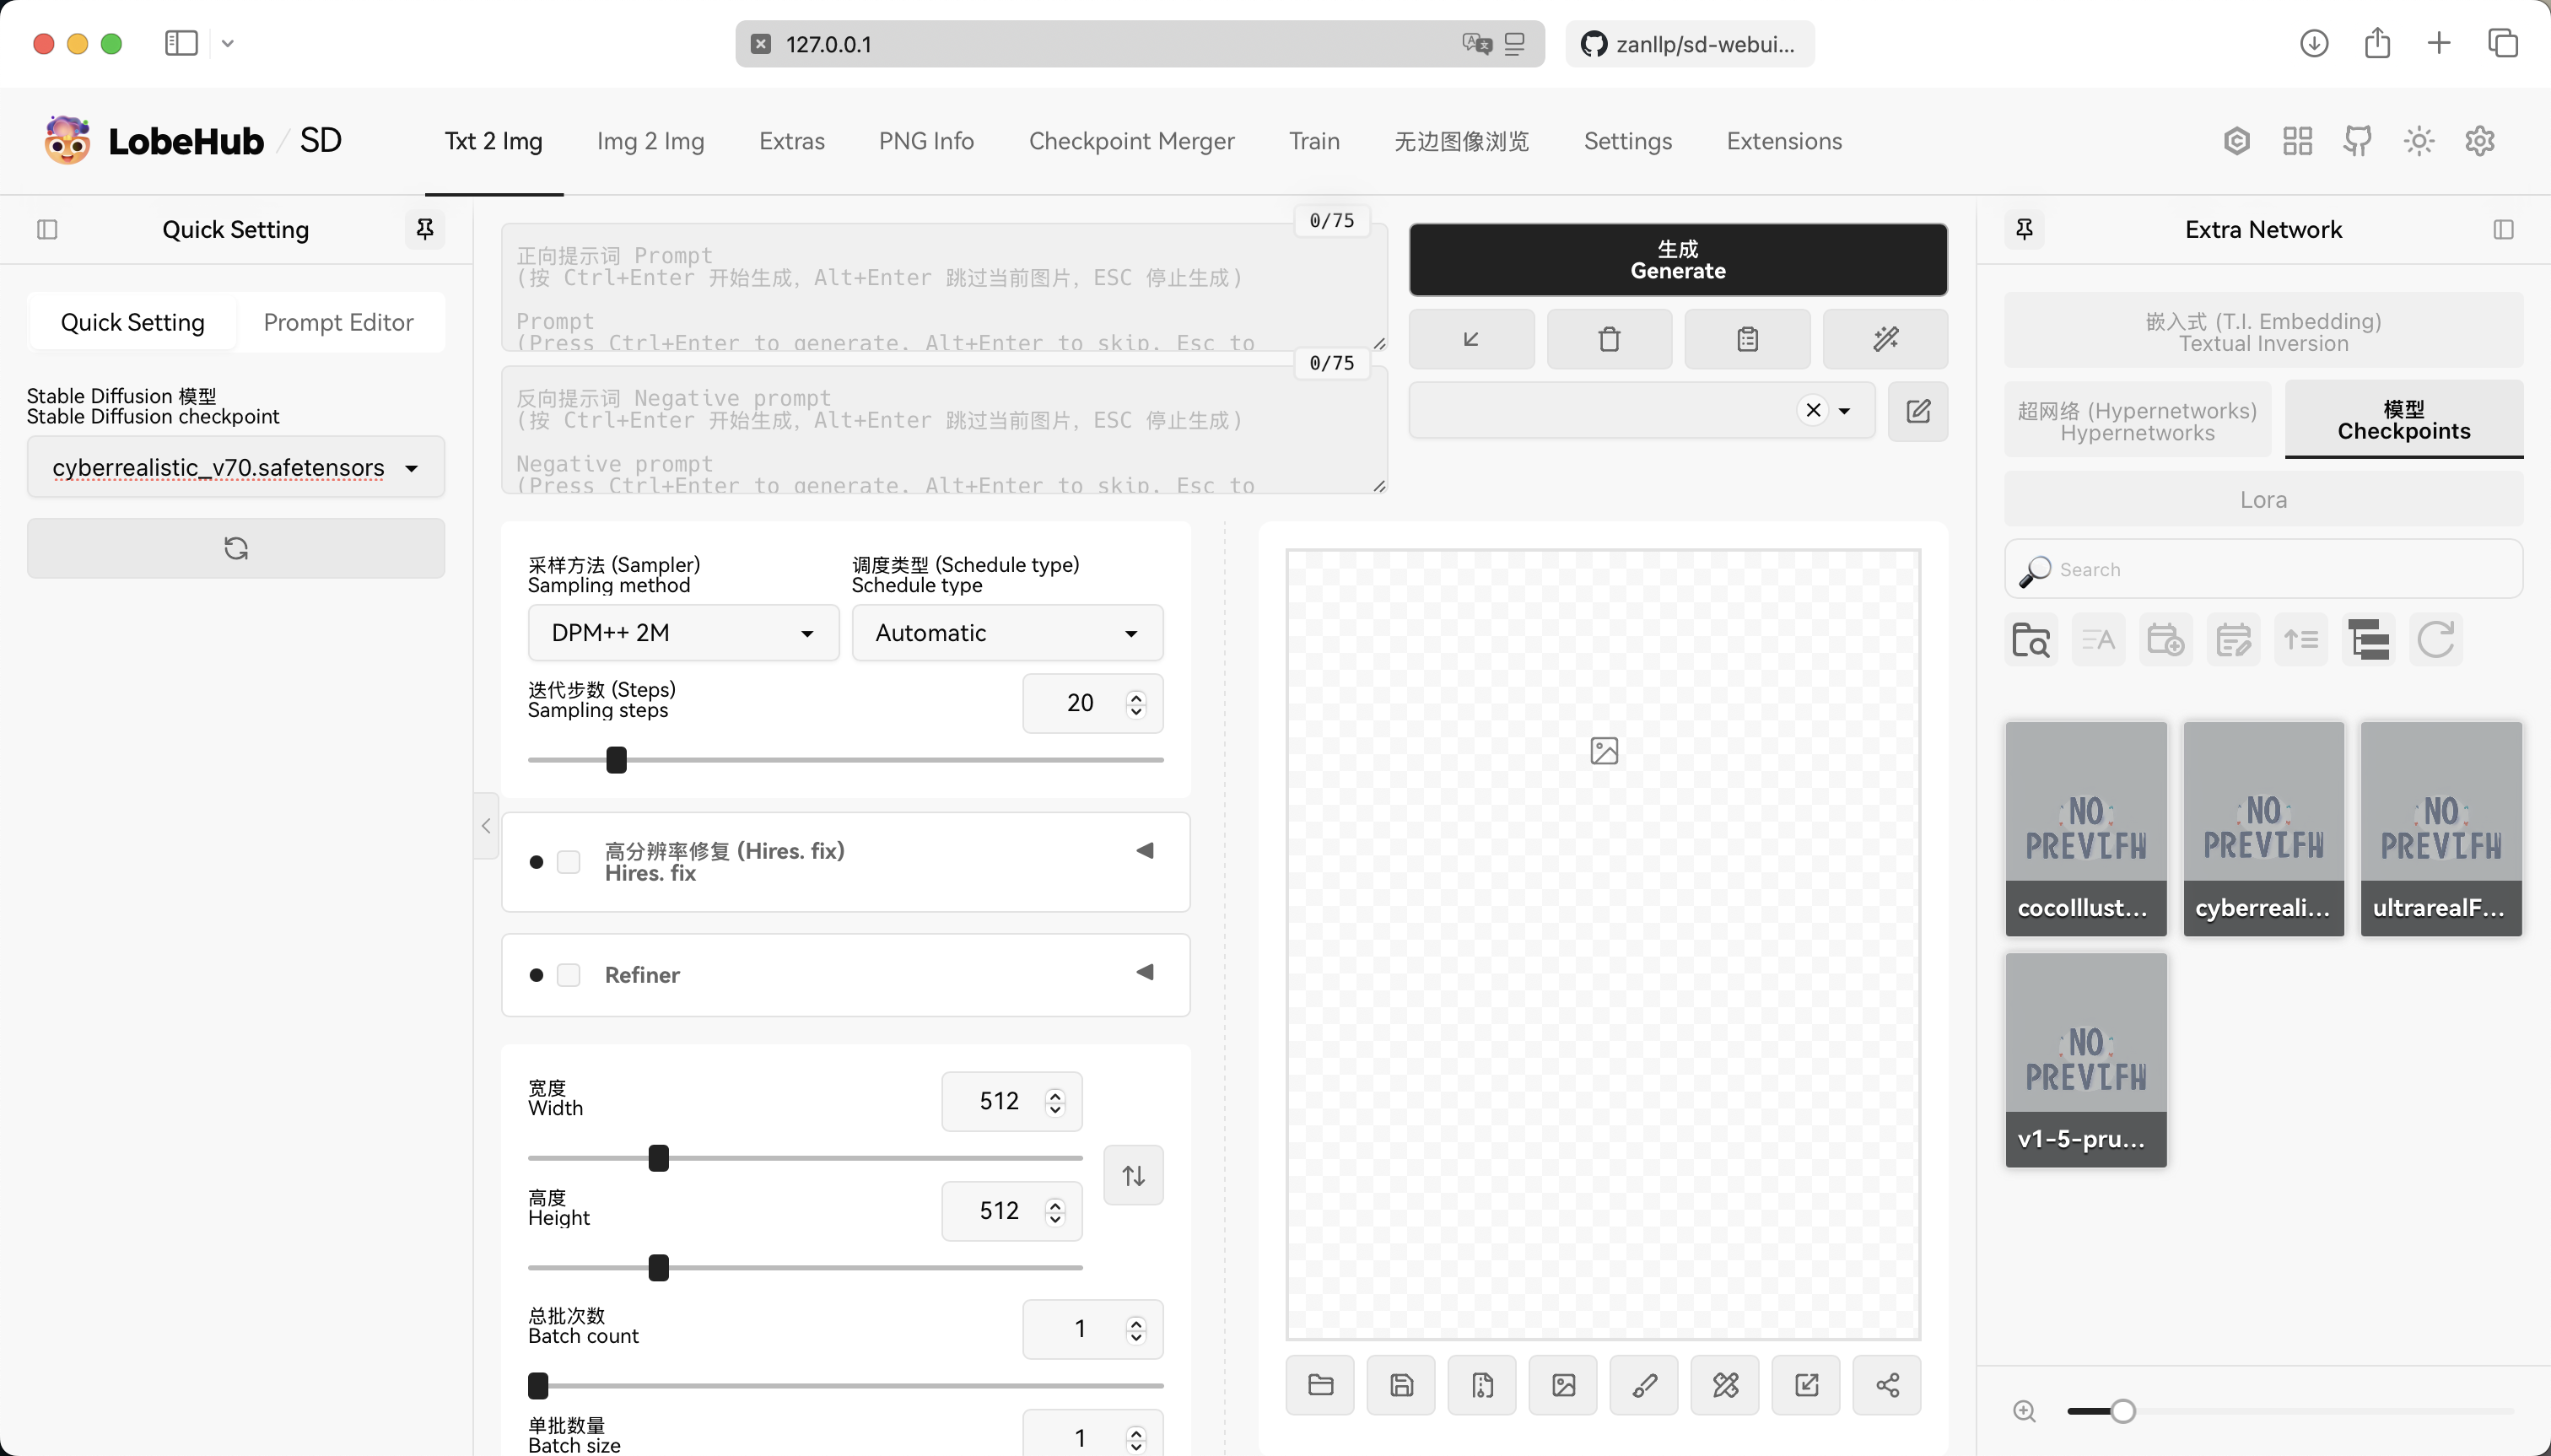 127.0.0.1
zanllp/sd-webui...
LobeHub / SD
Txt 2 Img
Img 2 Img
Extras
PNG Info
Checkpoint Merger
Train
无边图像浏览
Settings
Extensions
Quick Setting
Quick Setting
Prompt Editor
Stable Diffusion 模型
Stable Diffusion checkpoint
cyberrealistic_v70.safetensors
0/75
正向提示词 Prompt
(按 Ctrl+Enter 开始生成, Alt+Enter 跳过当前图片, ESC 停止生成)
Prompt
(Press Ctrl+Enter to generate, Alt+Enter to skip, Esc to
0/75
反向提示词 Negative prompt
(按 Ctrl+Enter 开始生成, Alt+Enter 跳过当前图片, ESC 停止生成)
Negative prompt
(Press Ctrl+Enter to generate, Alt+Enter to skip, Esc to
生成
Generate
采样方法 (Sampler)
Sampling method
DPM++ 2M
调度类型 (Schedule type)
Schedule type
Automatic
迭代步数 (Steps)
Sampling steps
20
高分辨率修复 (Hires. fix)
Hires. fix
Refiner
宽度
Width
512
高度
Height
512
总批次数
Batch count
1
单批数量
Batch size
1
Extra Network
嵌入式 (T.I. Embedding)
Textual Inversion
超网络 (Hypernetworks)
Hypernetworks
模型
Checkpoints
Lora
Search
NO
PREVIEW
cocoIllust...
NO
PREVIEW
cyberreali...
NO
PREVIEW
ultrarealF...
NO
PREVIEW
v1-5-pru...